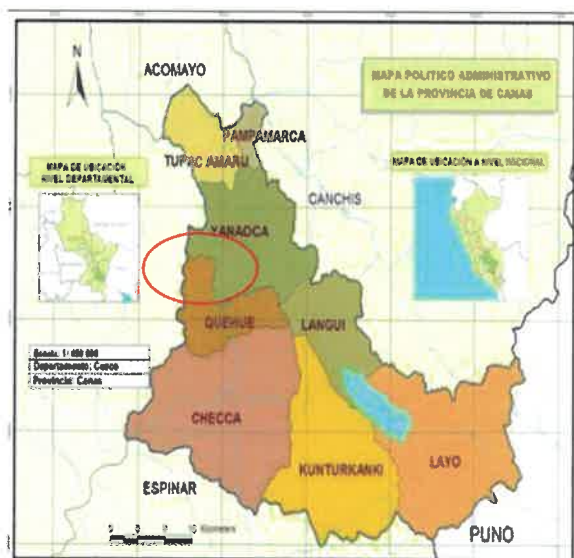 N
ACOMAYO
MAPA POLITICO ADMINISTRATIVO
DE LA PROVINCIA DE CANAS
PAMPAMARCA
TUPAC AMARU
MAPA DE UBICACIÓN
NIVEL DEPARTAMENTAL
MAPA DE UBICACIÓN A NIVEL NACIONAL
CANCHIS
YANAOCA
QUEHUE
LANGUI
Departamento: Cusco
Provincia: Canas
CHECCA
LAYO
KUNTURKANKI
ESPINAR
PUNO